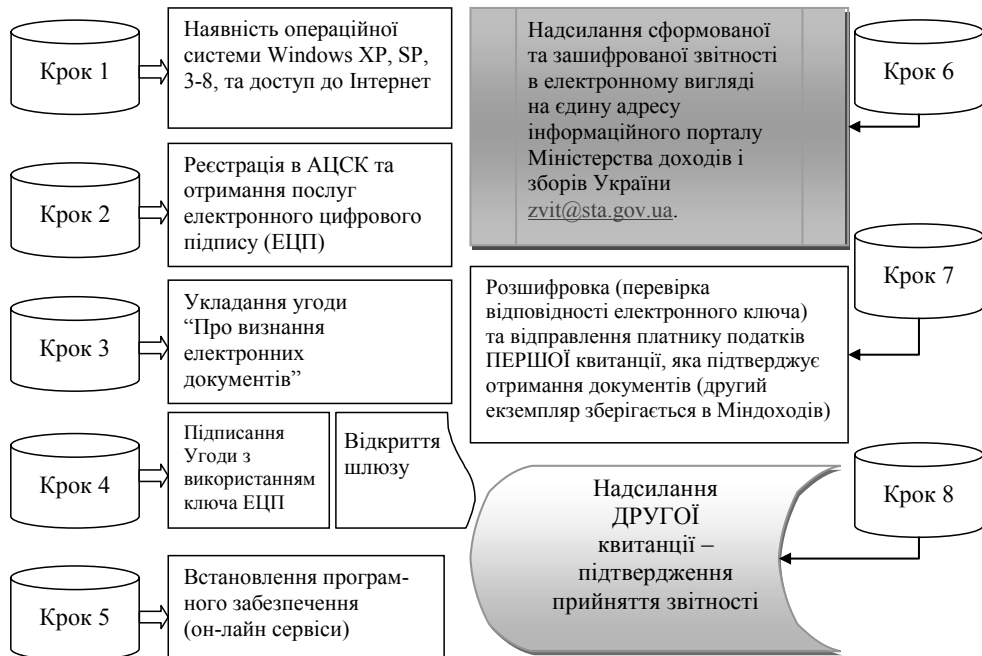 Крок 1
Наявність операційної
системи Windows XP, SP,
3-8, та доступ до Інтернет
Крок 2
Реєстрація в АЦСК та
отримання послуг
електронного цифрового
підпису (ЕЦП)
Крок 3
Укладання угоди
“Про визнання
електронних
документів”
Крок 4
Підписання
Угоди з
використанням
ключа ЕЦП
Відкриття
шлюзу
Крок 5
Встановлення програм-
ного забезпечення
(он-лайн сервіси)
Надсилання сформованої
та зашифрованої звітності
в електронному вигляді
на єдину адресу
інформаційного порталу
Міністерства доходів і
зборів України
zvit@sta.gov.ua.
Крок 6
Розшифровка (перевірка
відповідності електронного ключа)
та відправлення платнику податків
ПЕРШОЇ квитанції, яка підтверджує
отримання документів (другий
екземпляр зберігається в Міндоходів)
Крок 7
Надсилання
ДРУГОЇ
квитанції –
підтвердження
прийняття звітності
Крок 8